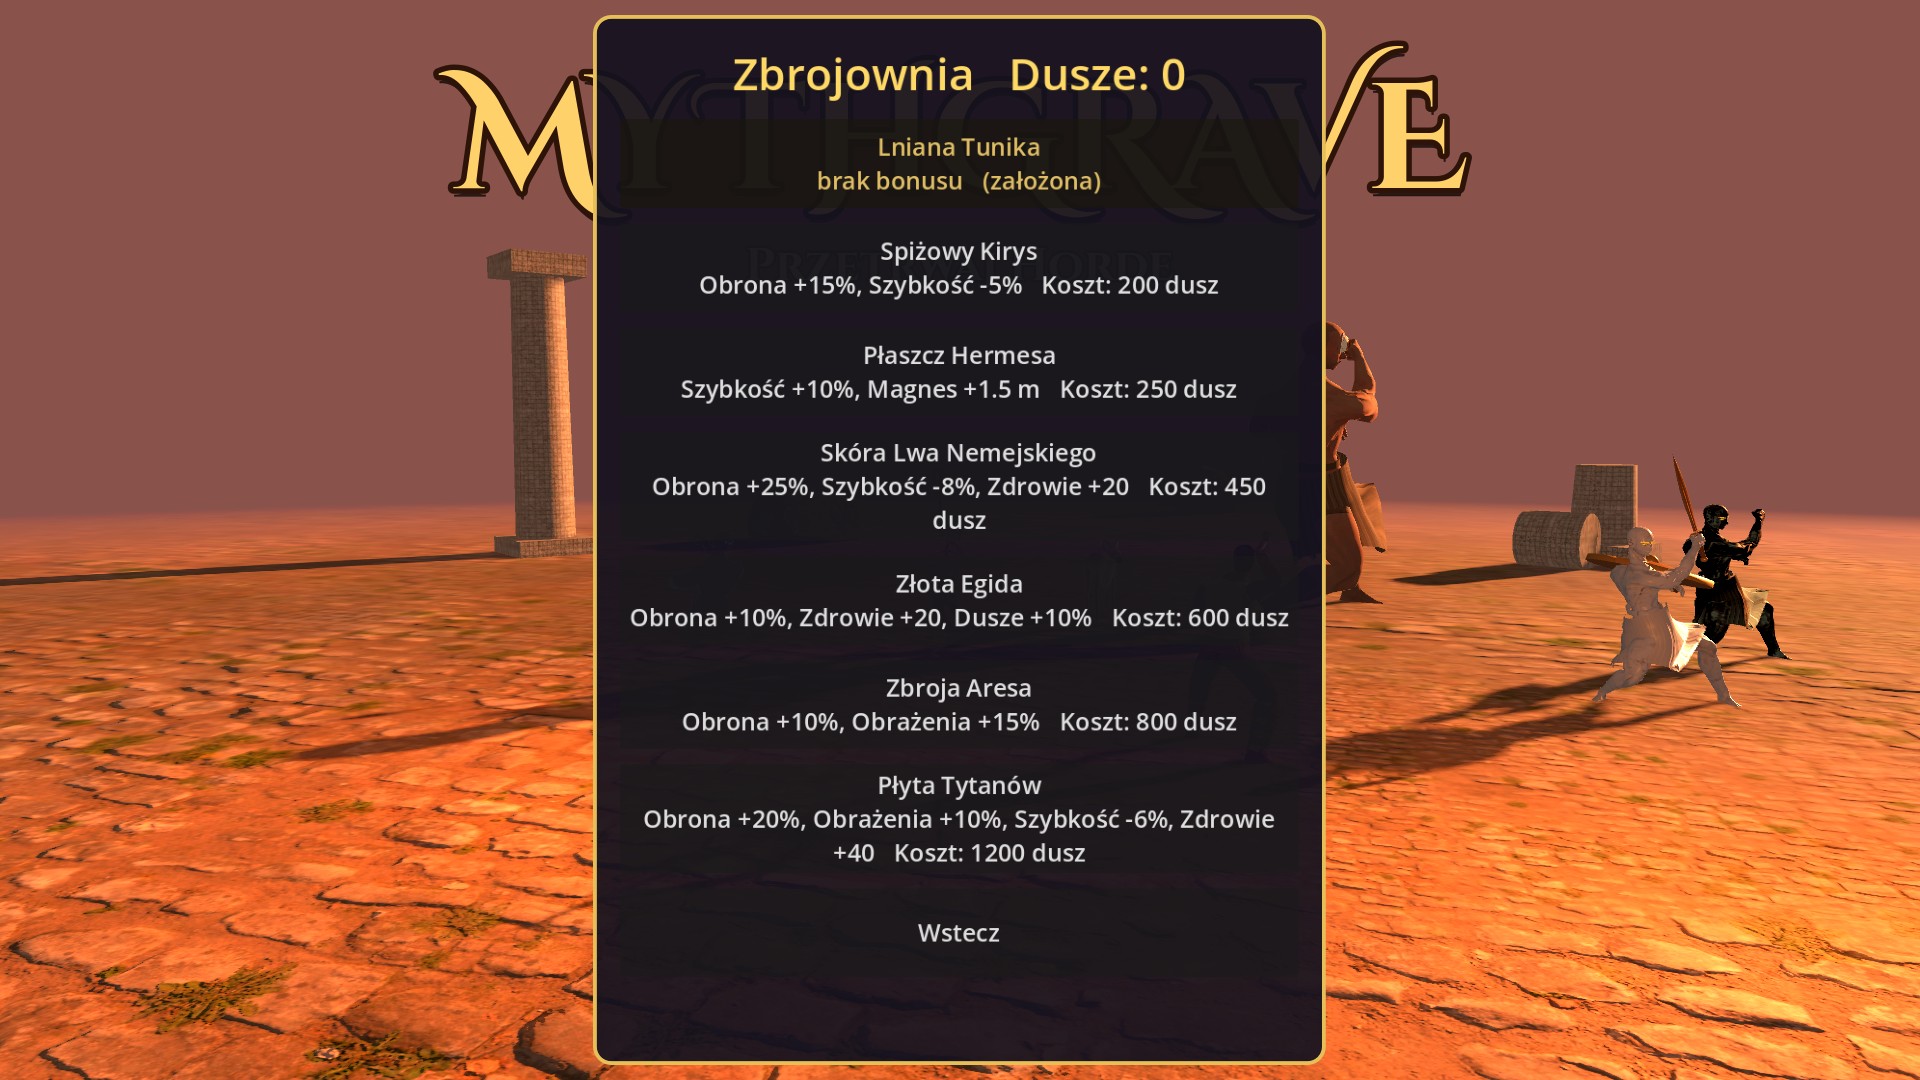 MYTHGRAVE
Zbrojownia Dusze: 0
Lniana Tunika
brak bonusu (założona)
Spiżowy Kirys
Obrona +15%, Szybkość -5% Koszt: 200 dusz
Płaszcz Hermesa
Szybkość +10%, Magnes +1.5 m Koszt: 250 dusz
Skóra Lwa Nemejskiego
Obrona +25%, Szybkość -8%, Zdrowie +20 Koszt: 450
dusz
Złota Egida
Obrona +10%, Zdrowie +20, Dusze +10% Koszt: 600 dusz
Zbroja Aresa
Obrona +10%, Obrażenia +15% Koszt: 800 dusz
Płyta Tytanów
Obrona +20%, Obrażenia +10%, Szybkość -6%, Zdrowie
+40 Koszt: 1200 dusz
Wstecz